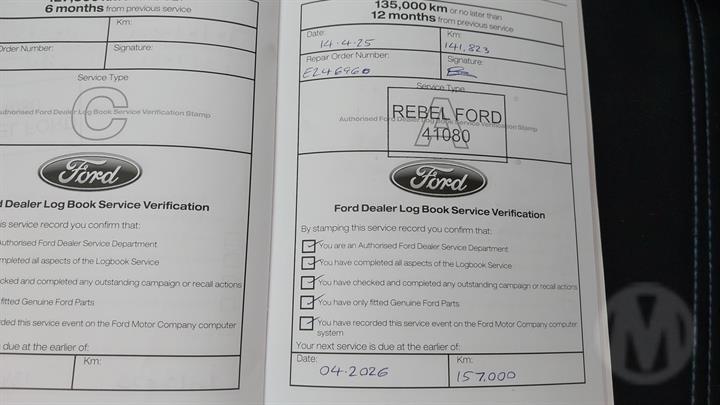 6 months from previous service
Km:
Order Number:
Signature:
Service Type
C
Authorised Ford Dealer Log Book Service Verification Stamp
Ford
Dealer Log Book Service Verification
is service record you confirm that:
Authorised Ford Dealer Service Department
mpleted all aspects of the Logbook Service
cked and completed any outstanding campaign or recall actions
fitted Genuine Ford Parts
ded this service event on the Ford Motor Company computer
due at the earlier of:
Km:
135,000 km or no later than
12 months from previous service
Date:
Km:
14.4.25
141,823
Repair Order Number:
Signature:
E246960
Service Type
A
Authorised Ford Dealer Log Book Service Verification Stamp
REBEL FORD
41080
Ford
Ford Dealer Log Book Service Verification
By stamping this service record you confirm that:
You are an Authorised Ford Dealer Service Department
You have completed all aspects of the Logbook Service
You have checked and completed any outstanding campaign or recall actions
You have only fitted Genuine Ford Parts
You have recorded this service event on the Ford Motor Company computer
system
Your next service is due at the earlier of:
Date:
Km:
04.2026
157,000
M